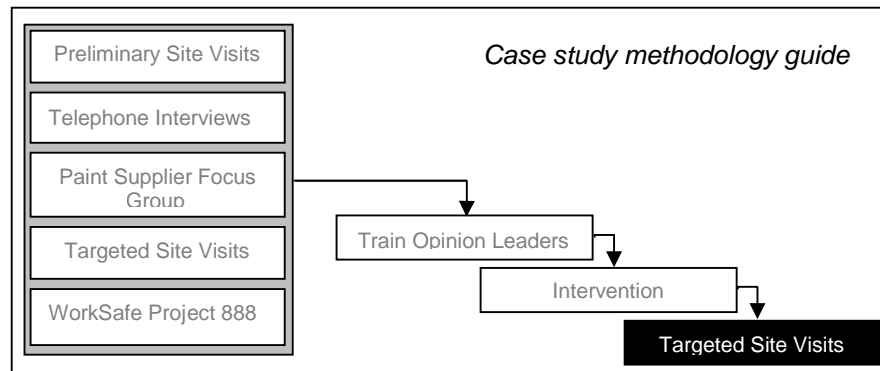 Case study methodology guide
Preliminary Site Visits
Telephone Interviews
Paint Supplier Focus
Group
Targeted Site Visits
WorkSafe Project 888
Train Opinion Leaders
Intervention
Targeted Site Visits